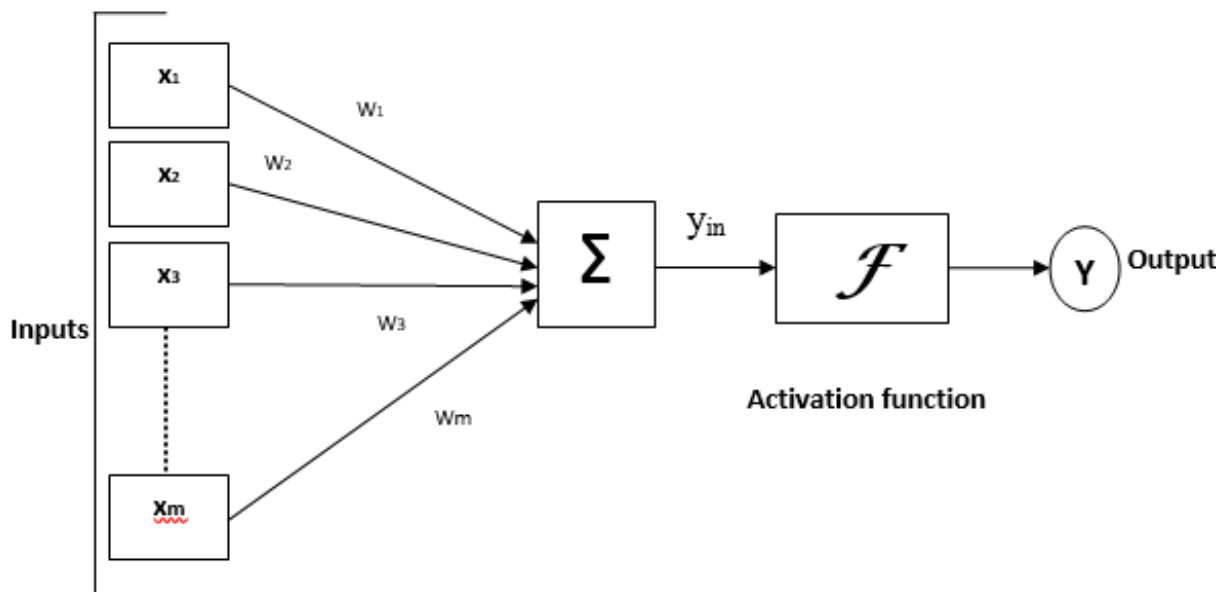 x1
W1
x2
W2
x3
W3
Inputs
xm
Wm
Σ
yin
ℱ
Y
Output
Activation function